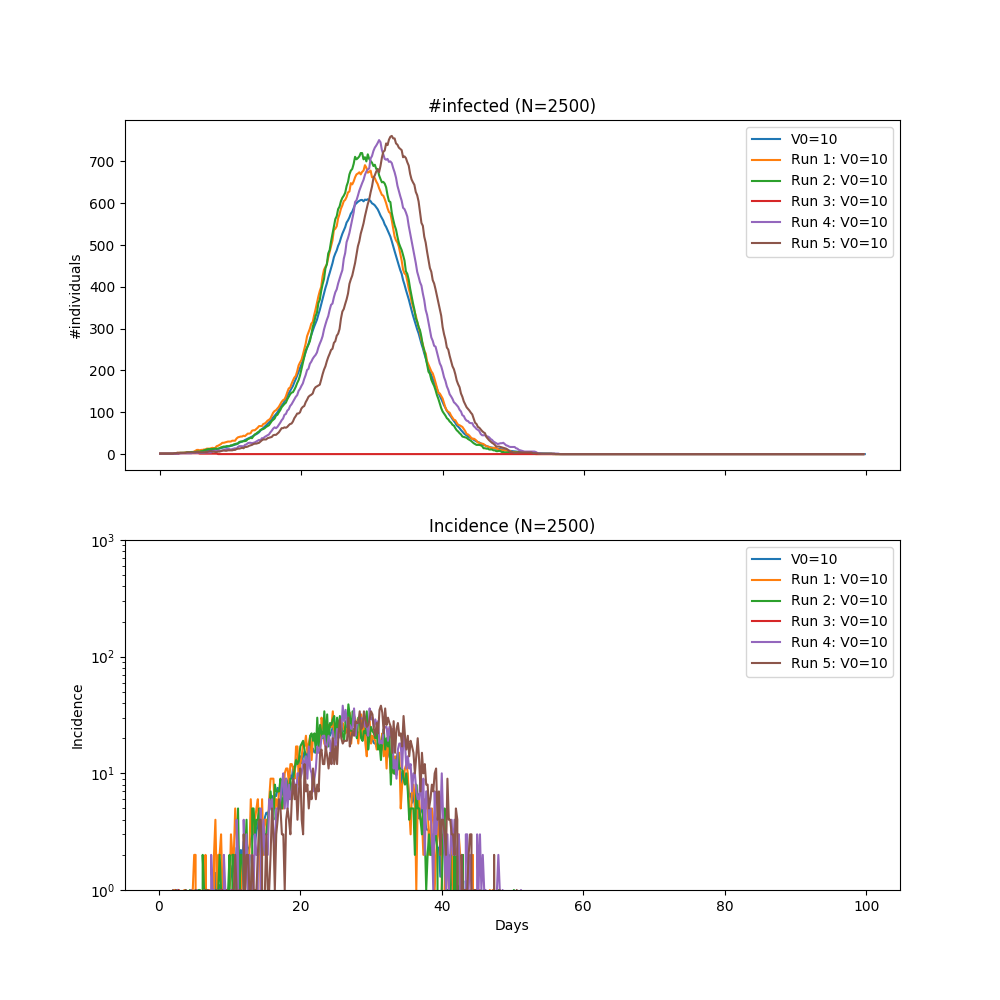 #infected (N=2500)
#individuals
700
600
500
400
300
200
100
0
V0=10
Run 1: V0=10
Run 2: V0=10
Run 3: V0=10
Run 4: V0=10
Run 5: V0=10
Incidence (N=2500)
Incidence
10³
10²
10¹
10⁰
V0=10
Run 1: V0=10
Run 2: V0=10
Run 3: V0=10
Run 4: V0=10
Run 5: V0=10
0 20 40 60 80 100
Days